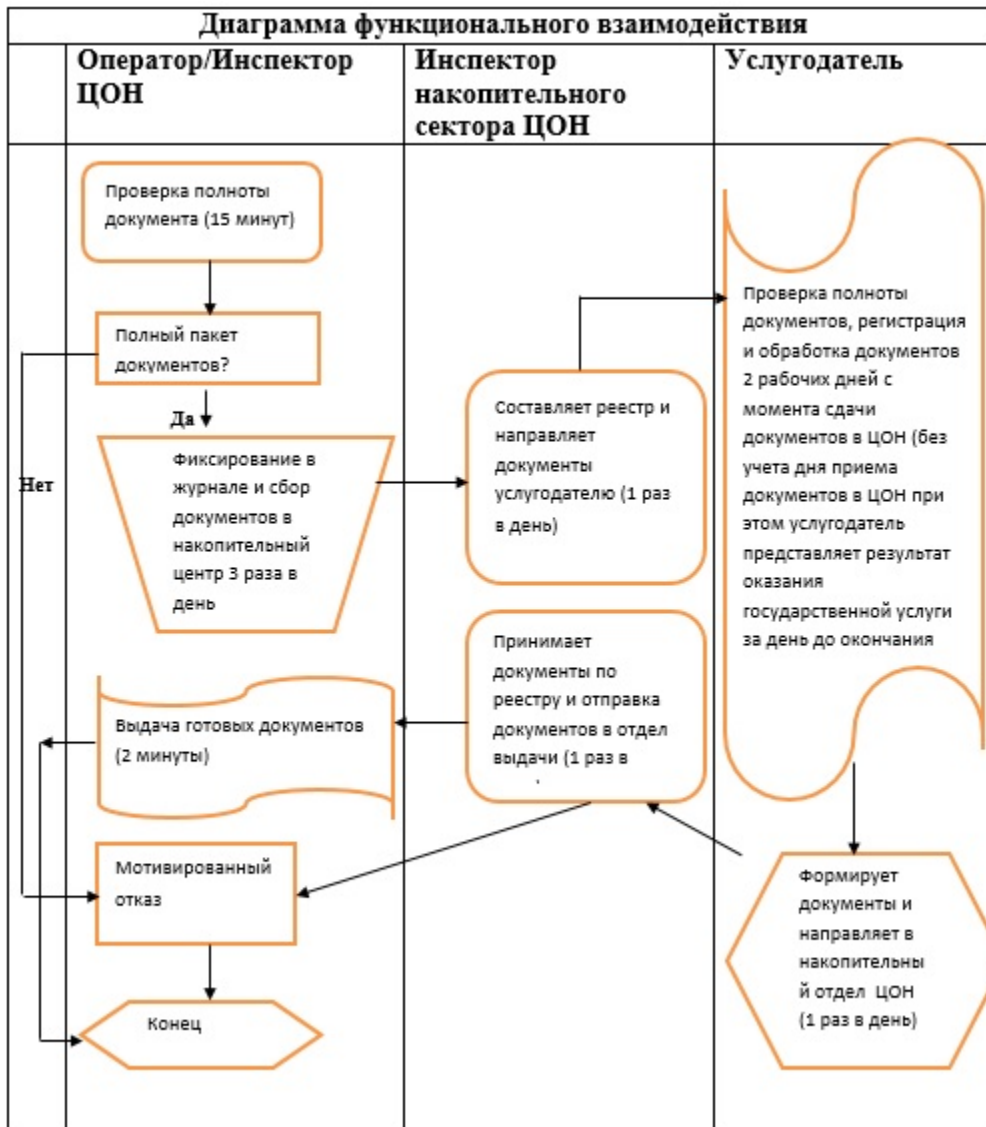 Диаграмма функционального взаимодействия
Оператор/Инспектор
ЦОН
Инспектор
накопительного
сектора ЦОН
Услугодатель
Проверка полноты
документа (15 минут)
Полный пакет
документов?
Да
Нет
Фиксирование в
журнале и сбор
документов в
накопительный
центр 3 раза в
день
Составляет реестр и
направляет
документы
услугодателю (1 раз
в день)
Проверка полноты
документов, регистрация
и обработка документов
2 рабочих дней с
момента сдачи
документов в ЦОН (без
учета дня приема
документов в ЦОН при
этом услугодатель
представляет результат
оказания
государственной услуги
за день до окончания
Принимает
документы по
реестру и отправка
документов в отдел
выдачи (1 раз в
Выдача готовых документов
(2 минуты)
Мотивированный
отказ
Формирует
документы и
направляет в
накопительны
й отдел ЦОН
(1 раз в день)
Конец